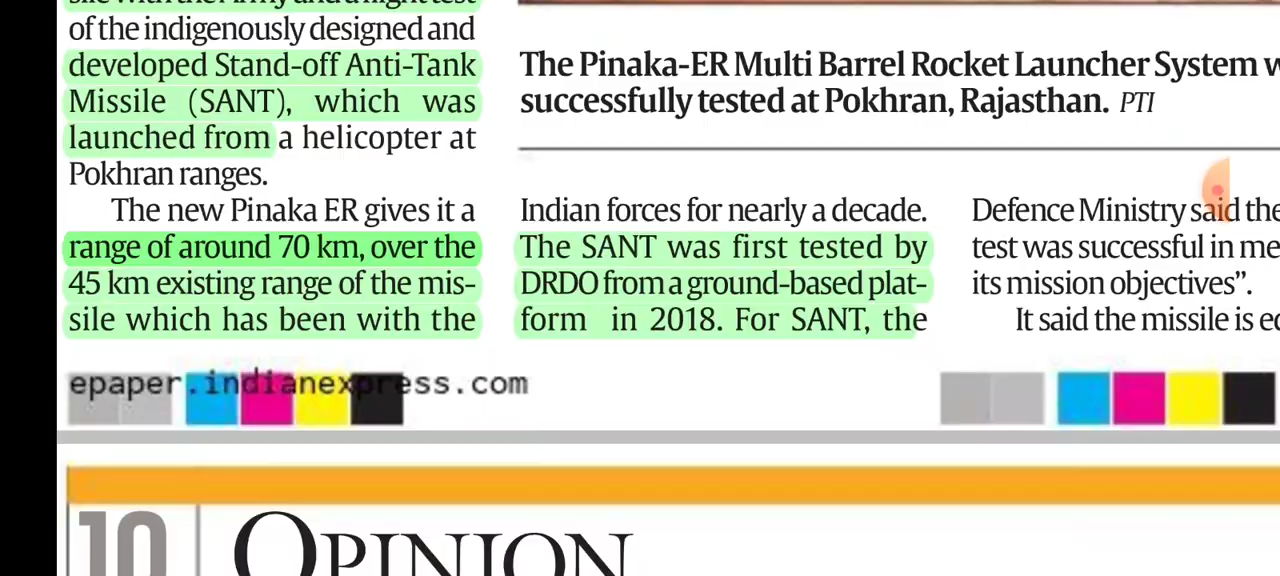 of the indigenously designed and
developed Stand-off Anti-Tank
Missile (SANT), which was
launched from a helicopter at
Pokhran ranges.
The new Pinaka ER gives it a
range of around 70 km, over the
45 km existing range of the mis-
sile which has been with the
The Pinaka-ER Multi Barrel Rocket Launcher System
successfully tested at Pokhran, Rajasthan. PTI
Indian forces for nearly a decade.
The SANT was first tested by
DRDO from a ground-based plat-
form in 2018. For SANT, the
Defence Ministry said the
test was successful in
its mission objectives”.
It said the missile is
epaper.indianexpress.com
10 OPINION